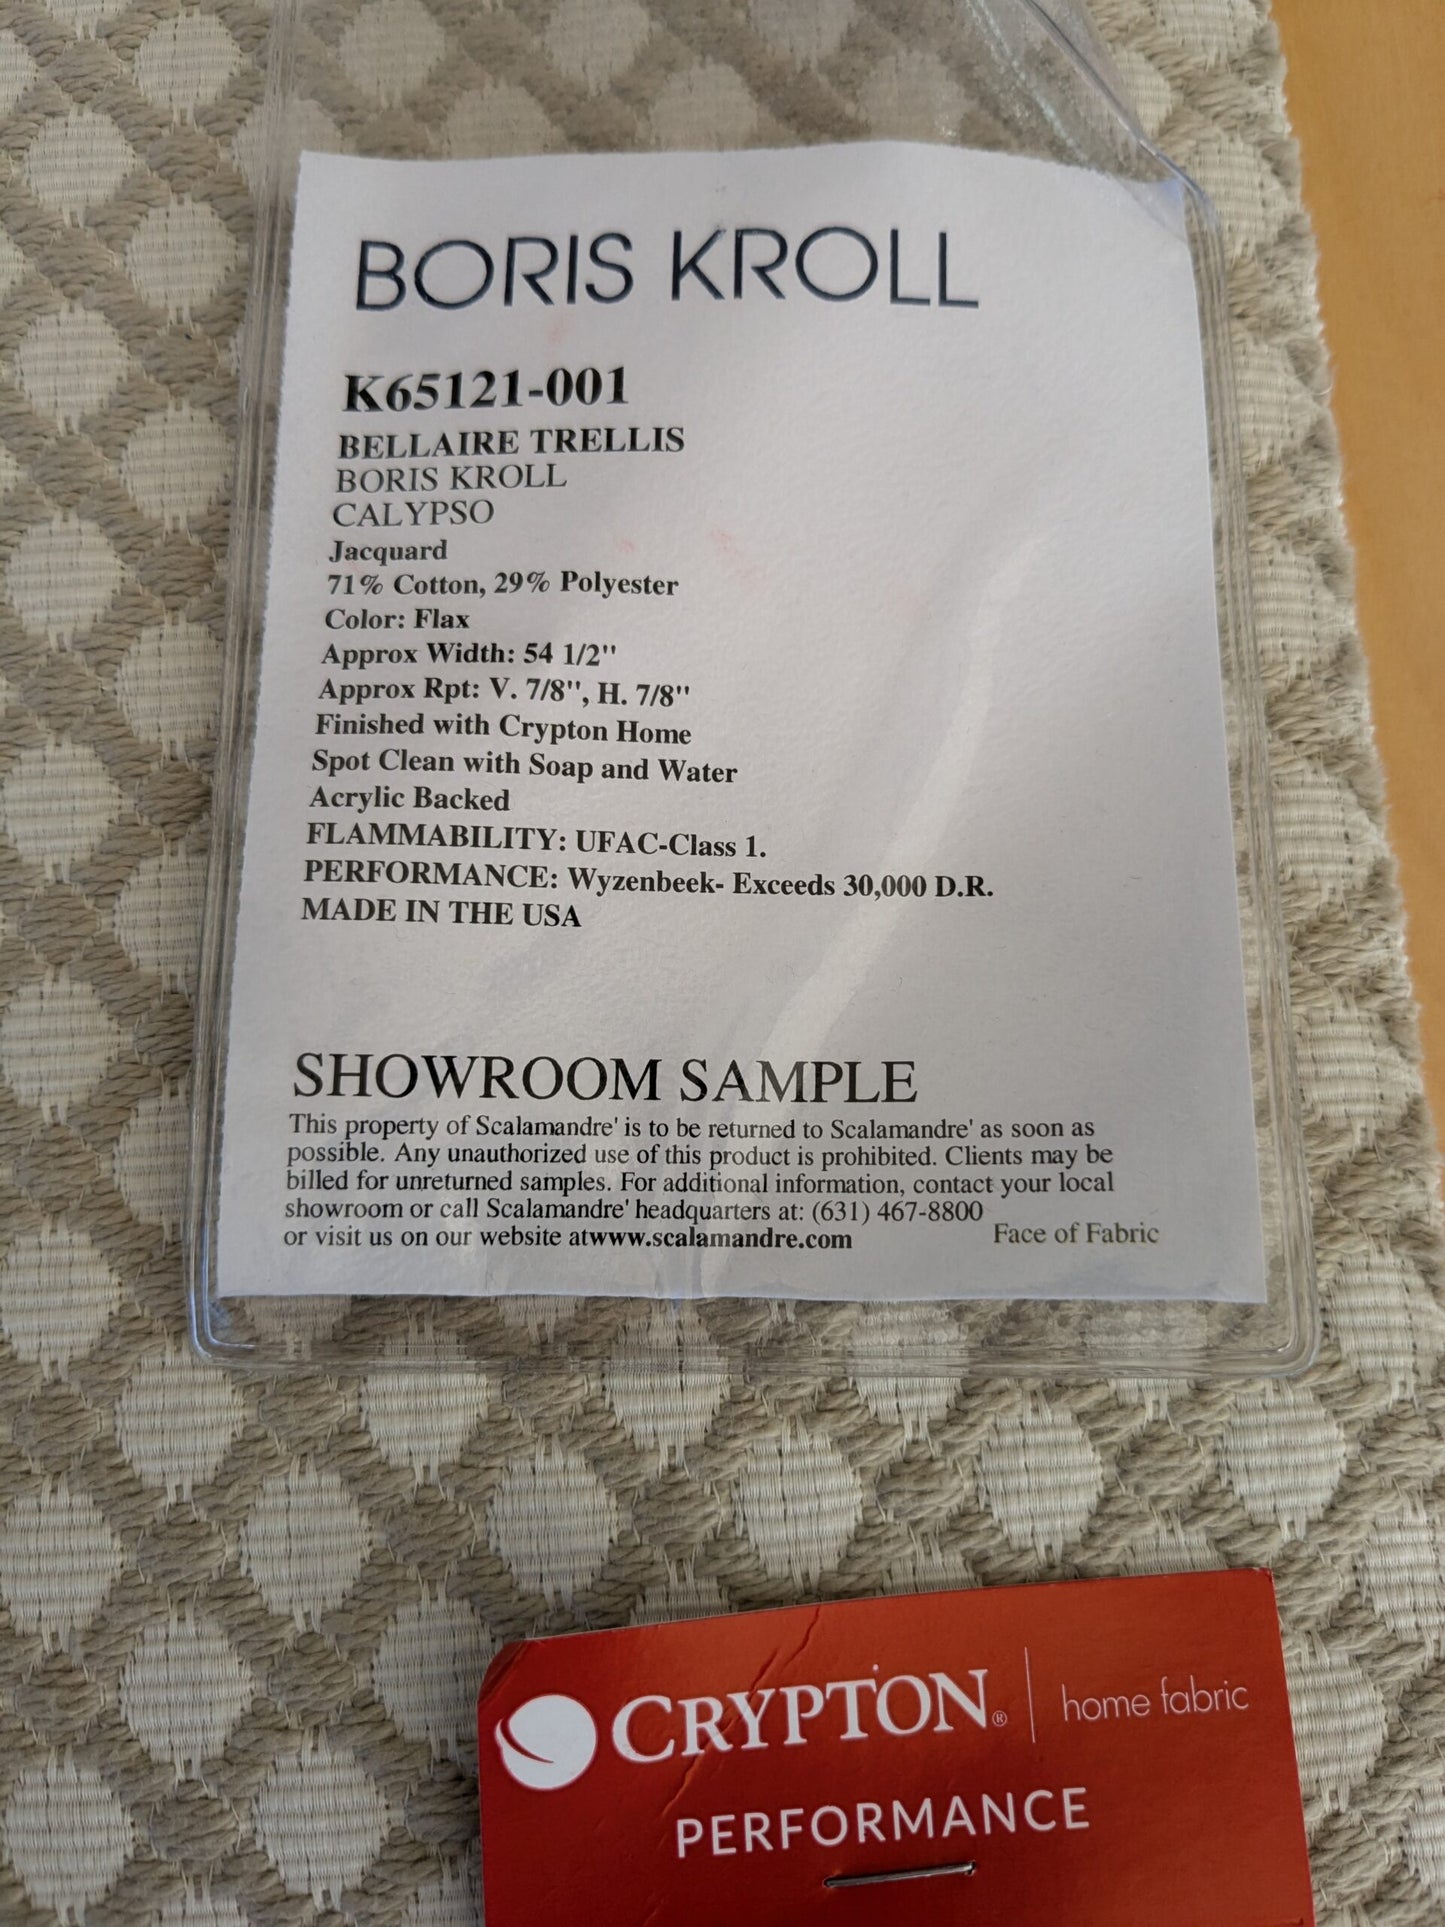 BORIS KROLL
K65121-001
BELLAIRE TRELLIS
BORIS KROLL
CALYPSO
Jacquard
71% Cotton, 29% Polyester
Color: Flax
Approx Width: 54 1/2"
Approx Rpt: V. 7/8", H. 7/8"
Finished with Crypton Home
Spot Clean with Soap and Water
Acrylic Backed
FLAMMABILITY: UFAC-Class 1.
PERFORMANCE: Wyzenbeek- Exceeds 30,000 D.R.
MADE IN THE USA
SHOWROOM SAMPLE
This property of Scalamandre' is to be returned to Scalamandre' as soon as
possible. Any unauthorized use of this product is prohibited. Clients may be
billed for unreturned samples. For additional information, contact your local
showroom or call Scalamandre' headquarters at: (631) 467-8800
or visit us on our website atwww.scalamandre.com
Face of Fabric
CRYPTON® | home fabric
PERFORMANCE